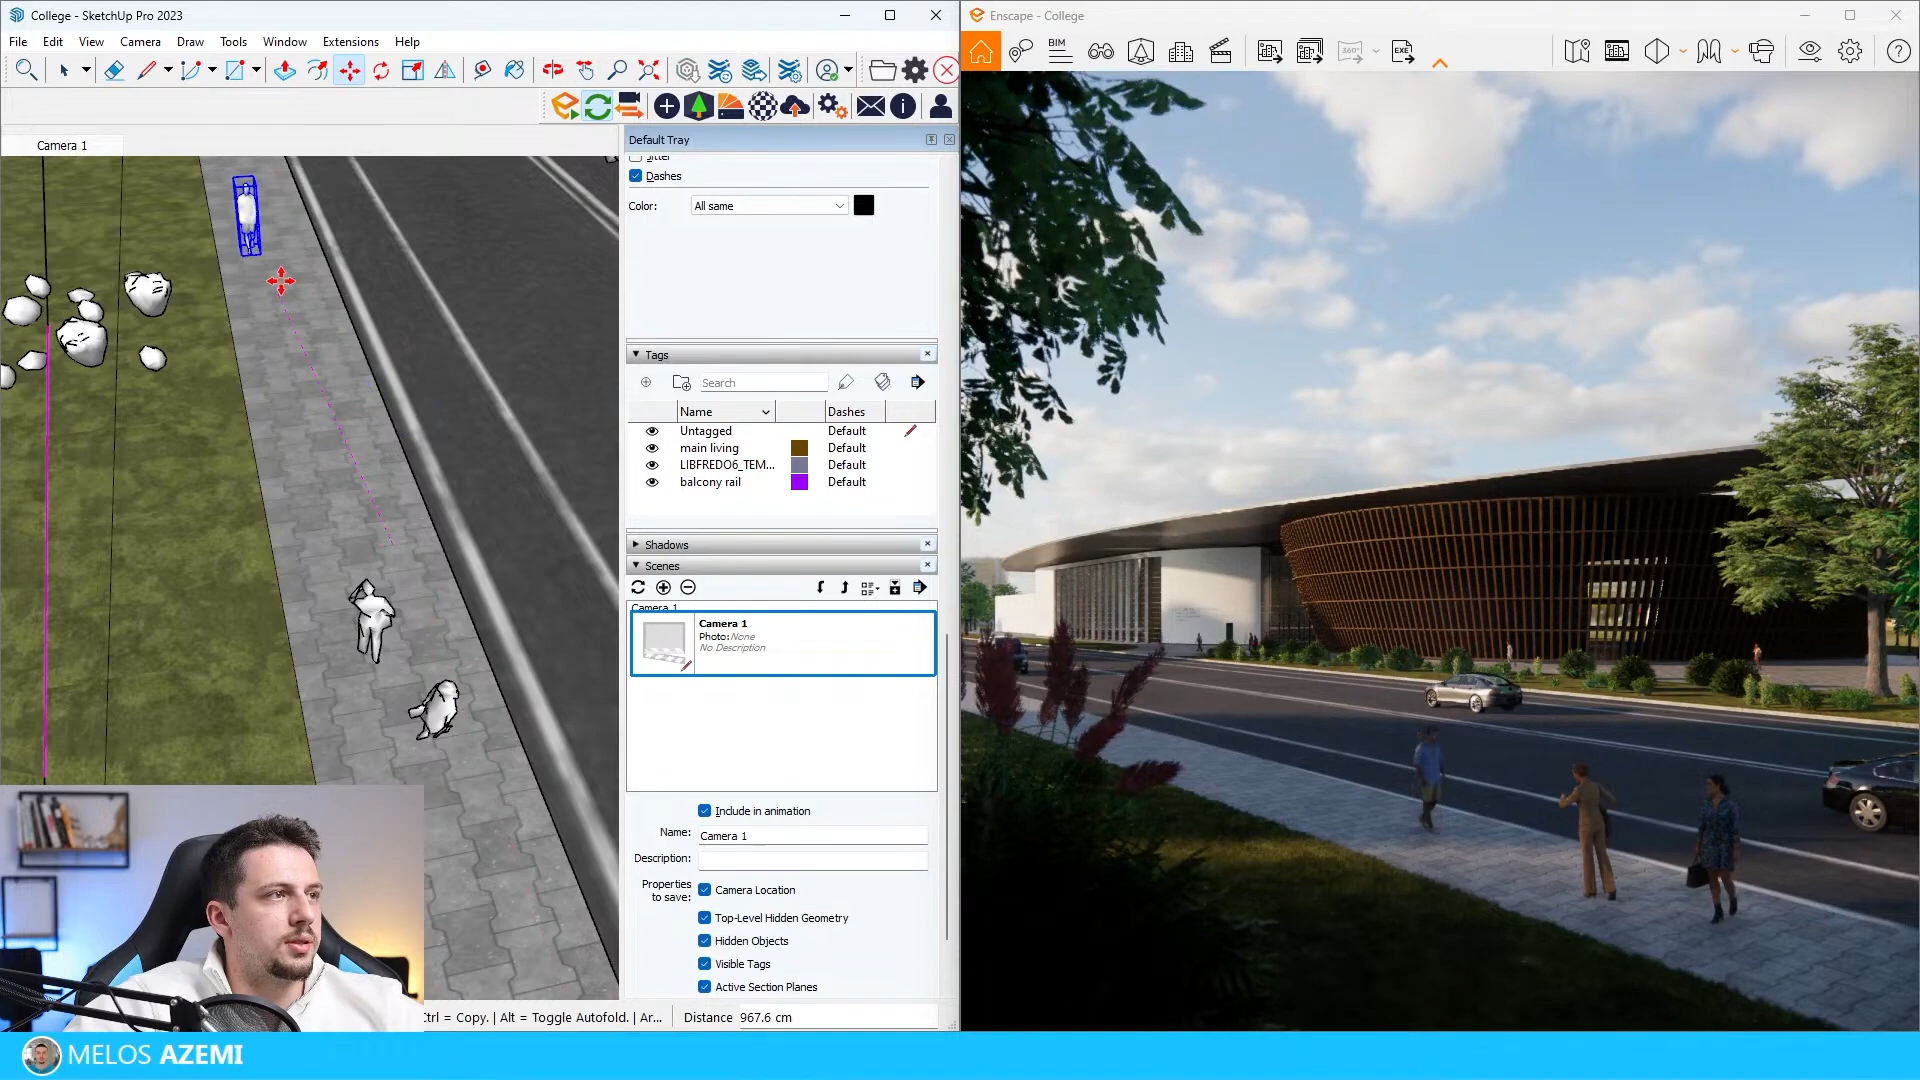 College - SketchUp Pro 2023
Enscape - College
File Edit View Camera Draw Tools Window Extensions Help
BIM
360°
EXE
Camera 1
Default Tray
Jitter
Dashes
Color: All same
Tags
Search
Name Dashes
Untagged Default
main living Default
LIBFREDO6_TEM... Default
balcony rail Default
Shadows
Scenes
Camera 1
Camera 1
Photo: None
No Description
Include in animation
Name: Camera 1
Description:
Properties to save:
Camera Location
Top-Level Hidden Geometry
Hidden Objects
Visible Tags
Active Section Planes
Ctrl = Copy. | Alt = Toggle Autofold. | Ar... Distance 967.6 cm
MELOS AZEMI